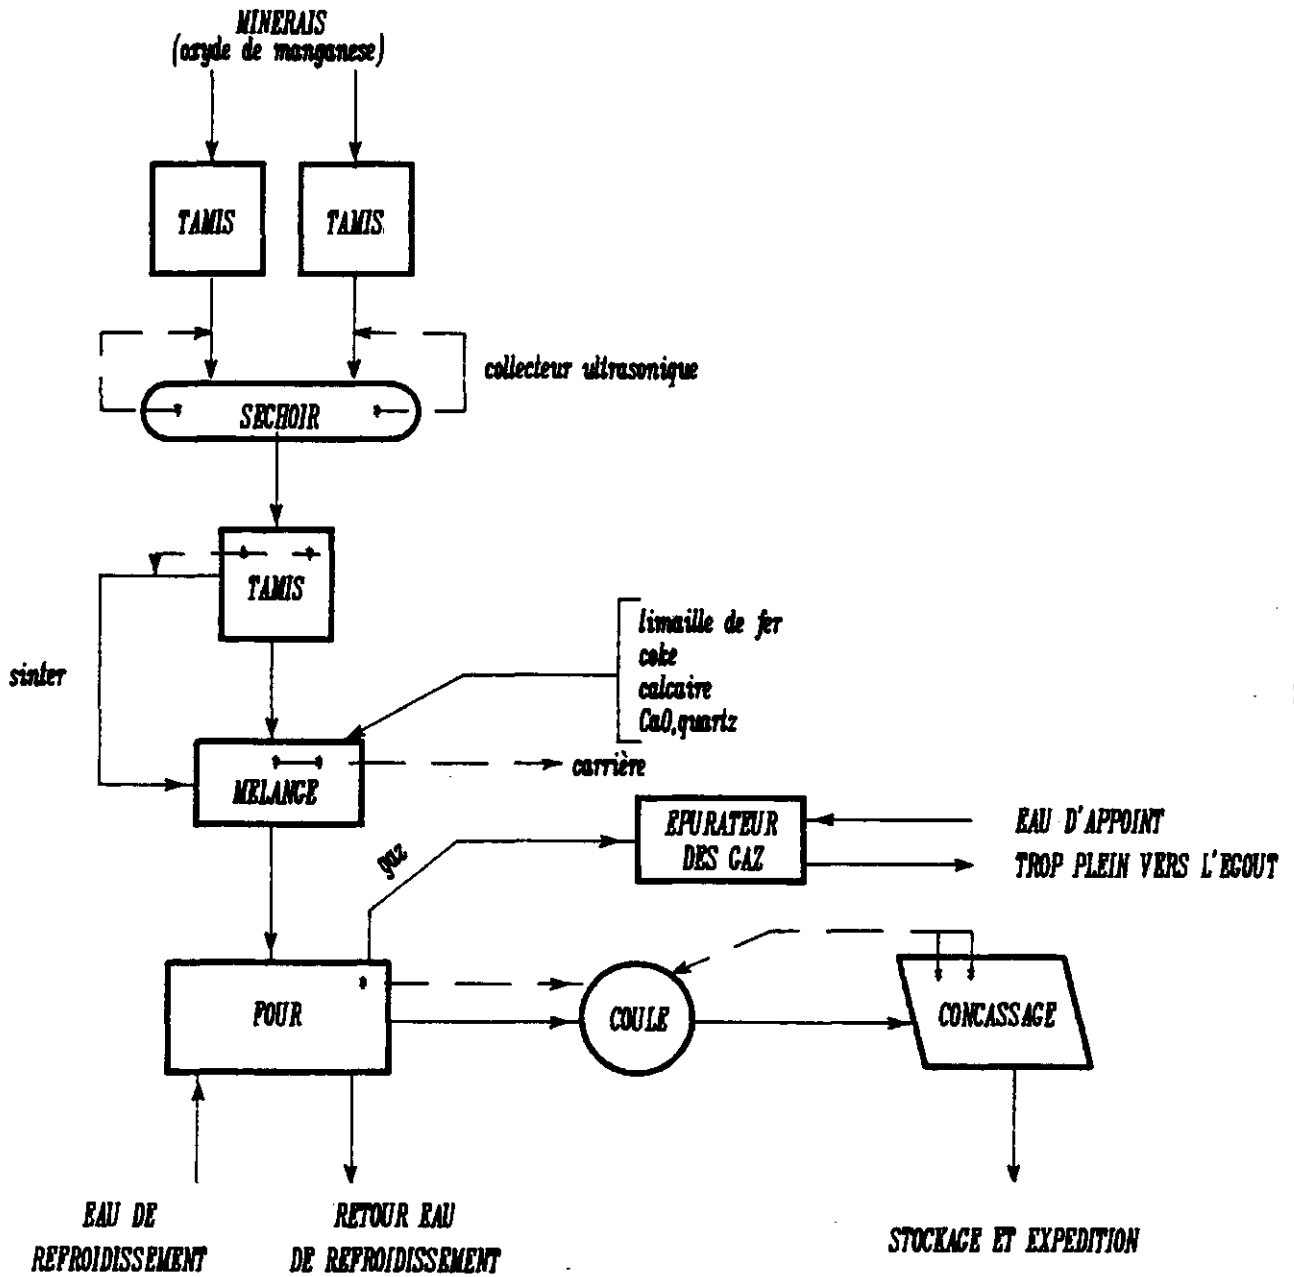 MINERAIS
(oxyde de manganese)
TAMIS
TAMIS
collecteur ultrasonique
SECHOIR
TAMIS
limaille de fer
coke
calcaire
CaO,quartz
sinter
carrière
MELANGE
EPURATEUR
DES GAZ
EAU D'APPOINT
TROP PLEIN VERS L'EGOUT
gaz
FOUR
COULE
CONCASSAGE
EAU DE
REFROIDISSEMENT
RETOUR EAU
DE REFROIDISSEMENT
STOCKAGE ET EXPEDITION